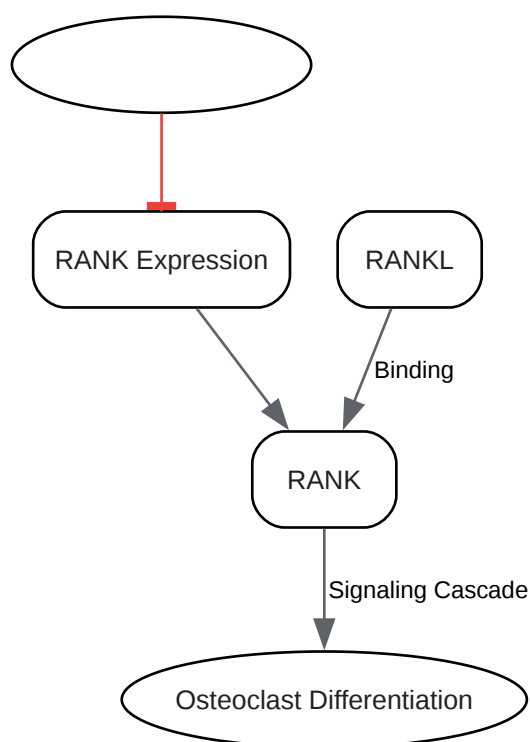 RANK Expression
RANKL
Binding
RANK
Signaling Cascade
Osteoclast Differentiation